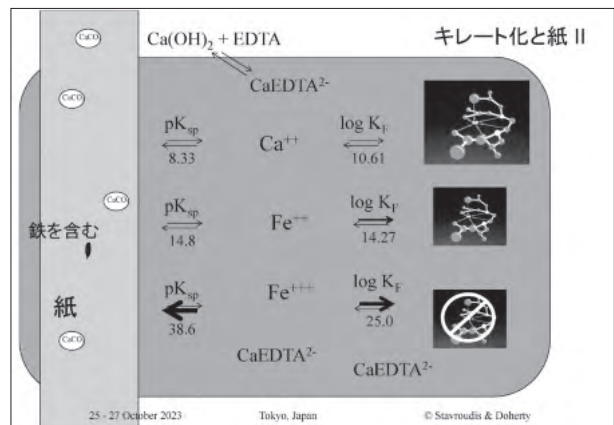 キレート化と紙 II
Ca(OH)₂ + EDTA
CaEDTA²⁻
CaCO
CaCO
CaCO
CaCO
鉄を含む
紙
pKsp
8.33
Ca⁺⁺
log KF
10.61
pKsp
14.8
Fe⁺⁺
log KF
14.27
pKsp
38.6
Fe⁺⁺⁺
log KF
25.0
CaEDTA²⁻
CaEDTA²⁻
25 - 27 October 2023 Tokyo, Japan © Stavroudis & Doherty